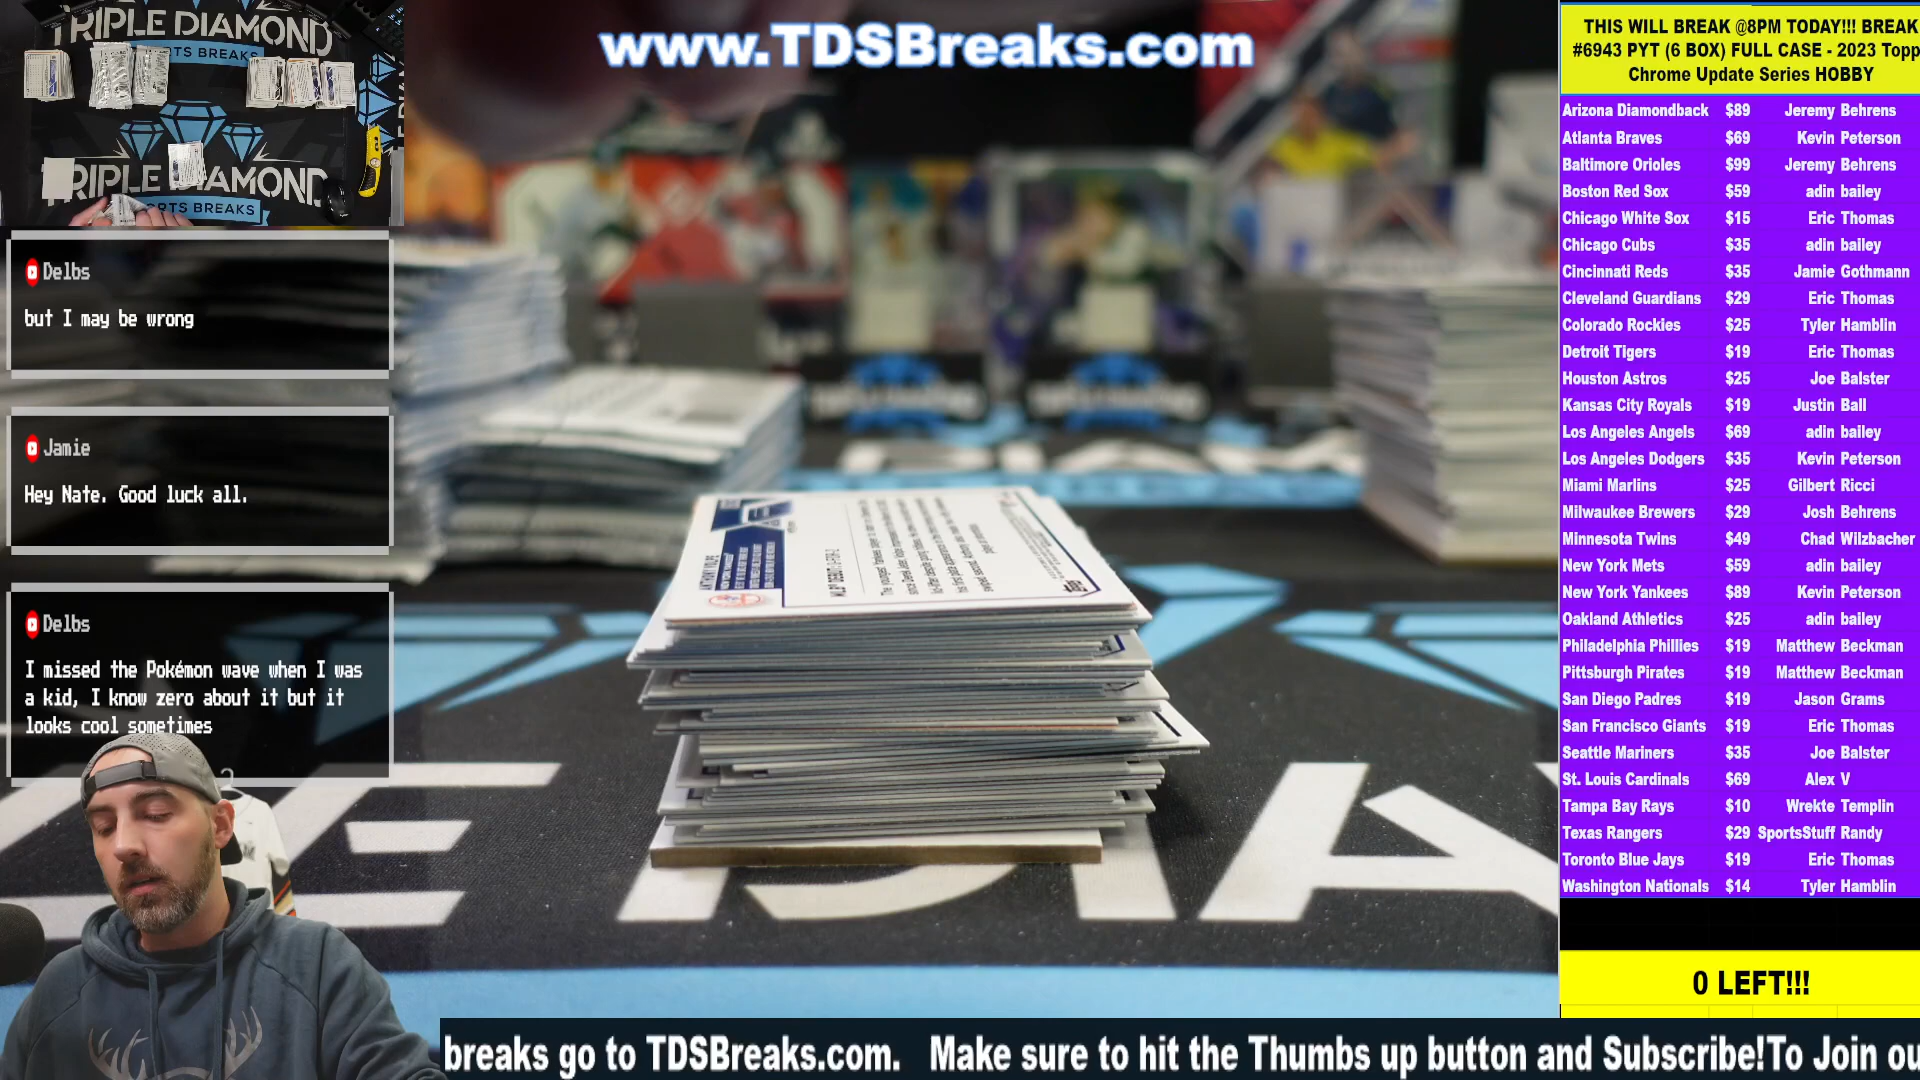 TRIPLE DIAMOND
SPORTS BREAKS
TRIPLE DIAMOND
SPORTS BREAKS
www.TDSBreaks.com
Delbs
but I may be wrong
Jamie
Hey Nate. Good luck all.
Delbs
I missed the Pokémon wave when I was
a kid, I know zero about it but it
looks cool sometimes
ANTHONY VOLPE
Topps
THIS WILL BREAK @8PM TODAY!!! BREAK
#6943 PYT (6 BOX) FULL CASE - 2023 Topp
Chrome Update Series HOBBY
Arizona Diamondback $89 Jeremy Behrens
Atlanta Braves $69 Kevin Peterson
Baltimore Orioles $99 Jeremy Behrens
Boston Red Sox $59 adin bailey
Chicago White Sox $15 Eric Thomas
Chicago Cubs $35 adin bailey
Cincinnati Reds $35 Jamie Gothmann
Cleveland Guardians $29 Eric Thomas
Colorado Rockies $25 Tyler Hamblin
Detroit Tigers $19 Eric Thomas
Houston Astros $25 Joe Balster
Kansas City Royals $19 Justin Ball
Los Angeles Angels $69 adin bailey
Los Angeles Dodgers $35 Kevin Peterson
Miami Marlins $25 Gilbert Ricci
Milwaukee Brewers $29 Josh Behrens
Minnesota Twins $49 Chad Wilzbacher
New York Mets $59 adin bailey
New York Yankees $89 Kevin Peterson
Oakland Athletics $25 adin bailey
Philadelphia Phillies $19 Matthew Beckman
Pittsburgh Pirates $19 Matthew Beckman
San Diego Padres $19 Jason Grams
San Francisco Giants $19 Eric Thomas
Seattle Mariners $35 Joe Balster
St. Louis Cardinals $69 Alex V
Tampa Bay Rays $10 Wrekte Templin
Texas Rangers $29 SportsStuff Randy
Toronto Blue Jays $19 Eric Thomas
Washington Nationals $14 Tyler Hamblin
0 LEFT!!!
breaks go to TDSBreaks.com. Make sure to hit the Thumbs up button and Subscribe!To Join ou